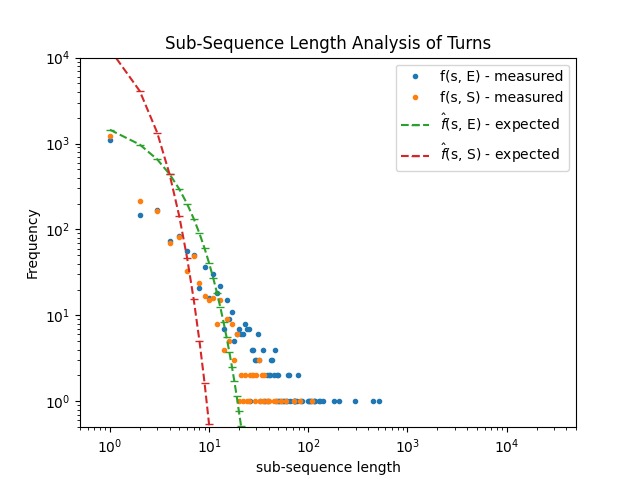 Sub-Sequence Length Analysis of Turns
f(s, E) - measured
f(s, S) - measured
f̂(s, E) - expected
f̂(s, S) - expected
Frequency
10⁴
10³
10²
10¹
10⁰
10⁰ 10¹ 10² 10³ 10⁴
sub-sequence length